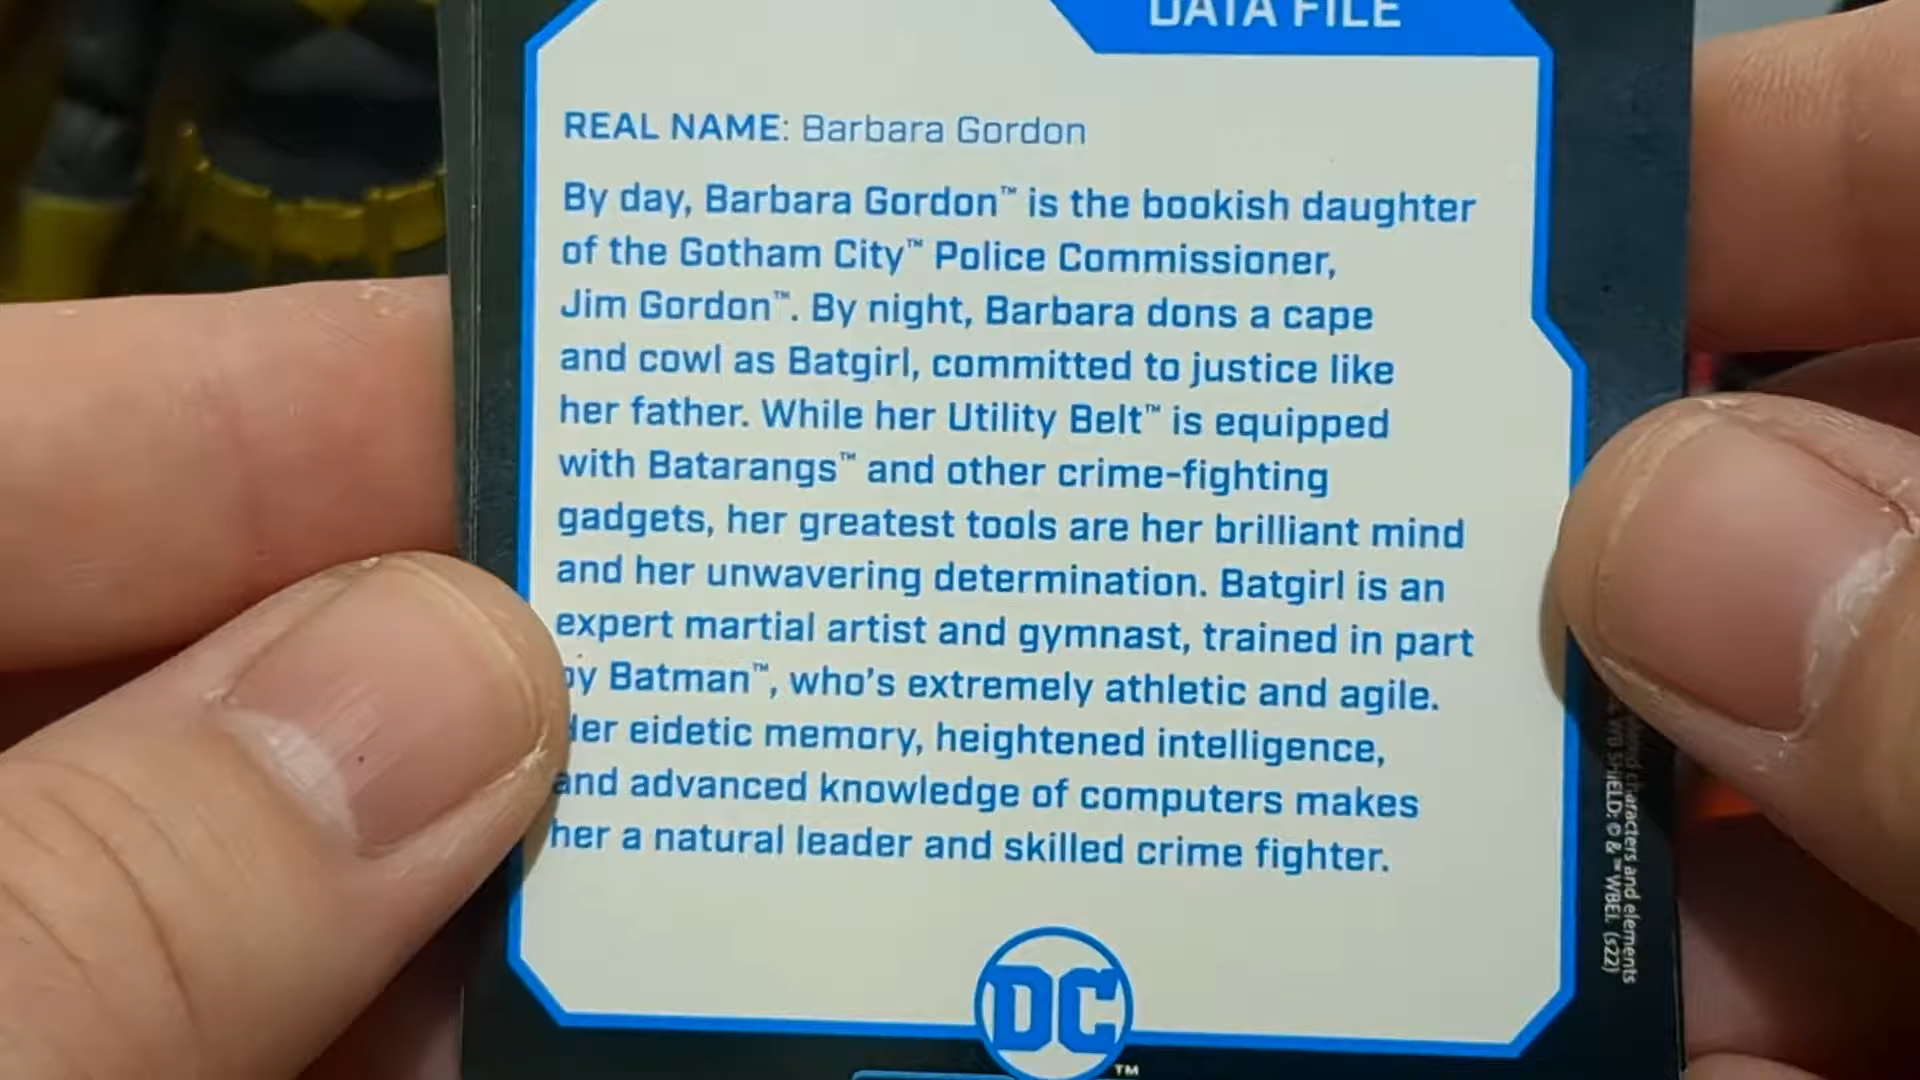 DATA FILE
REAL NAME: Barbara Gordon
By day, Barbara Gordon™ is the bookish daughter
of the Gotham City™ Police Commissioner,
Jim Gordon™. By night, Barbara dons a cape
and cowl as Batgirl, committed to justice like
her father. While her Utility Belt™ is equipped
with Batarangs™ and other crime-fighting
gadgets, her greatest tools are her brilliant mind
and her unwavering determination. Batgirl is an
expert martial artist and gymnast, trained in part
by Batman™, who's extremely athletic and agile.
Her eidetic memory, heightened intelligence,
and advanced knowledge of computers makes
her a natural leader and skilled crime fighter.
DC
™
characters and elements
WB SHIELD: © & ™ WBEI. (s22)